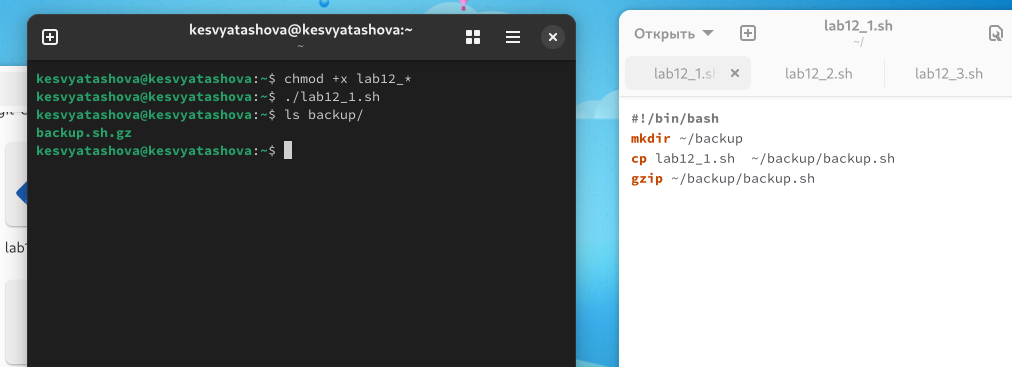 kesvyatashova@kesvyatashova:~
~
kesvyatashova@kesvyatashova:~$ chmod +x lab12_*
kesvyatashova@kesvyatashova:~$ ./lab12_1.sh
kesvyatashova@kesvyatashova:~$ ls backup/
backup.sh.gz
kesvyatashova@kesvyatashova:~$
Открыть
lab12_1.sh
~/
lab12_1.sh
lab12_2.sh
lab12_3.sh
#!/bin/bash
mkdir ~/backup
cp lab12_1.sh  ~/backup/backup.sh
gzip ~/backup/backup.sh